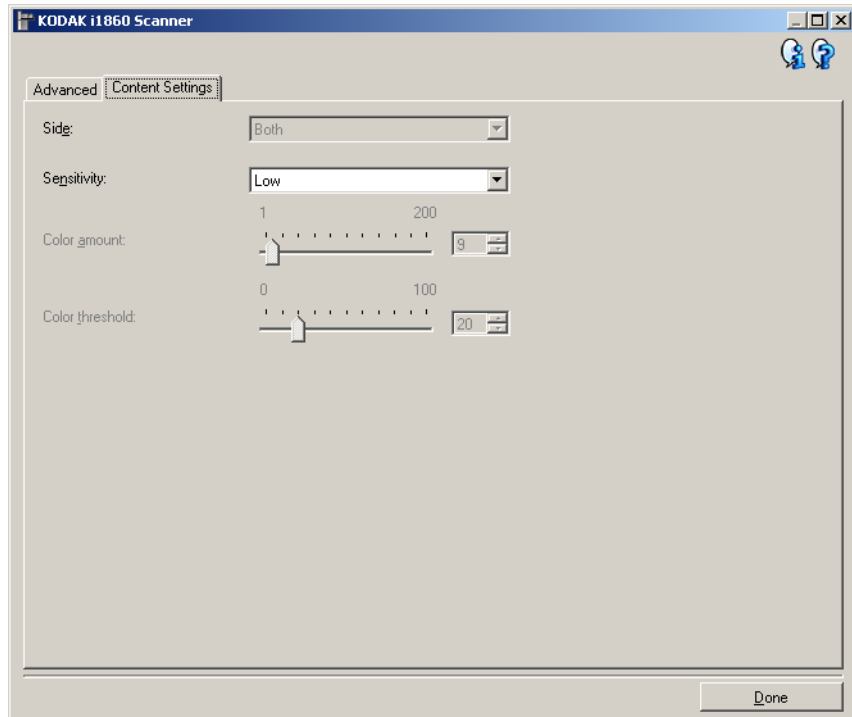 KODAK i1860 Scanner
Advanced Content Settings
Side: Both
Sensitivity: Low
1 200
Color amount: 9
0 100
Color threshold: 20
Done